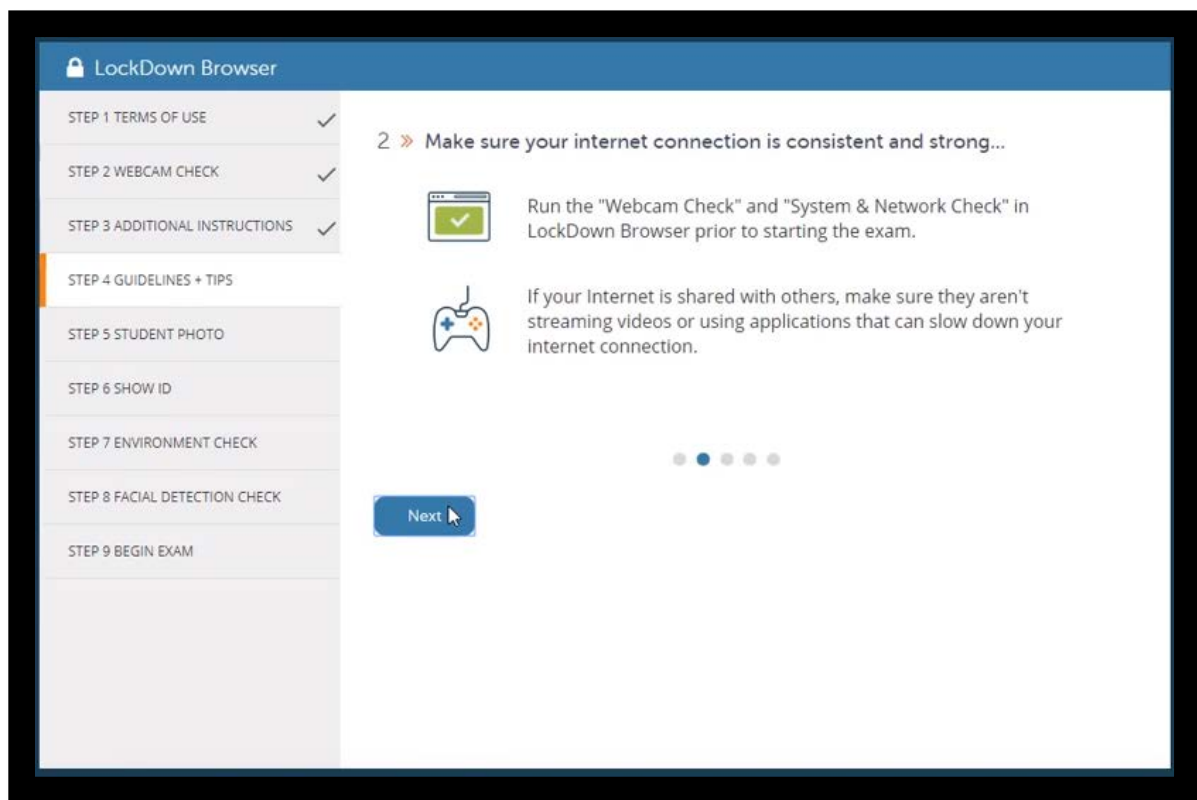 LockDown Browser
STEP 1 TERMS OF USE
STEP 2 WEBCAM CHECK
STEP 3 ADDITIONAL INSTRUCTIONS
STEP 4 GUIDELINES + TIPS
STEP 5 STUDENT PHOTO
STEP 6 SHOW ID
STEP 7 ENVIRONMENT CHECK
STEP 8 FACIAL DETECTION CHECK
STEP 9 BEGIN EXAM
2 » Make sure your internet connection is consistent and strong...
Run the "Webcam Check" and "System & Network Check" in
LockDown Browser prior to starting the exam.
If your Internet is shared with others, make sure they aren't
streaming videos or using applications that can slow down your
internet connection.
Next